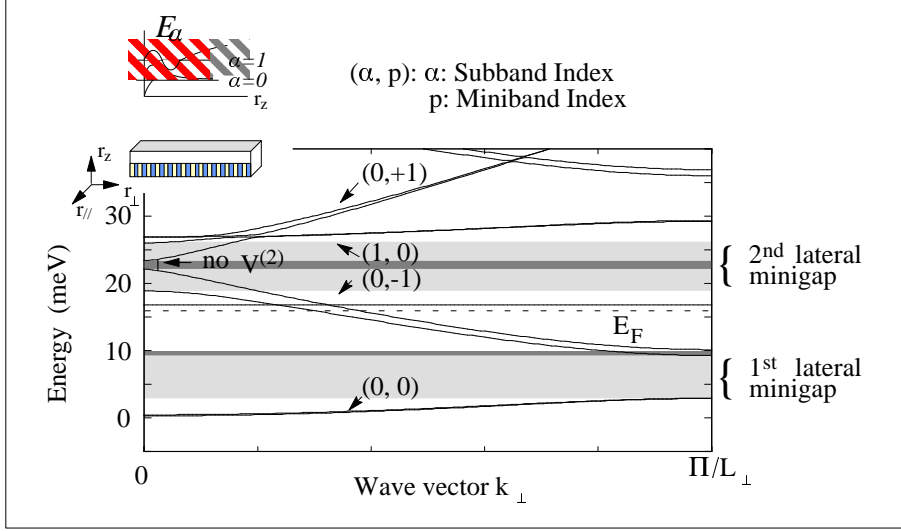 E_α
α=1
α=0
r_z
(α, p): α: Subband Index
p: Miniband Index
r_z
r_⊥
r_//
(0,+1)
30
(1, 0)
no V⁽²⁾
20
(0,-1)
2nd lateral
minigap
E_F
10
1st lateral
minigap
(0, 0)
0
Energy (meV)
0
Π/L_⊥
Wave vector k_⊥
{
{